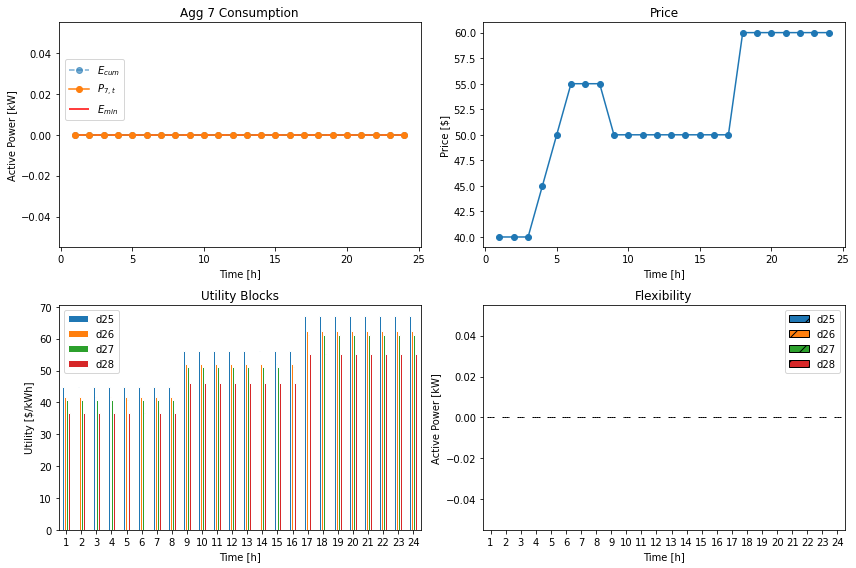 Agg 7 Consumption
Active Power [kW]
0.04
0.02
0.00
−0.02
−0.04
E_cum
P_7, t
E_min
0 5 10 15 20 25
Time [h]
Price
Price [$]
60.0
57.5
55.0
52.5
50.0
47.5
45.0
42.5
40.0
0 5 10 15 20 25
Time [h]
Utility Blocks
Utility [$/kWh]
70
60
50
40
30
20
10
0
d25
d26
d27
d28
1 2 3 4 5 6 7 8 9 10 11 12 13 14 15 16 17 18 19 20 21 22 23 24
Time [h]
Flexibility
Active Power [kW]
0.04
0.02
0.00
−0.02
−0.04
d25
d26
d27
d28
1 2 3 4 5 6 7 8 9 10 11 12 13 14 15 16 17 18 19 20 21 22 23 24
Time [h]